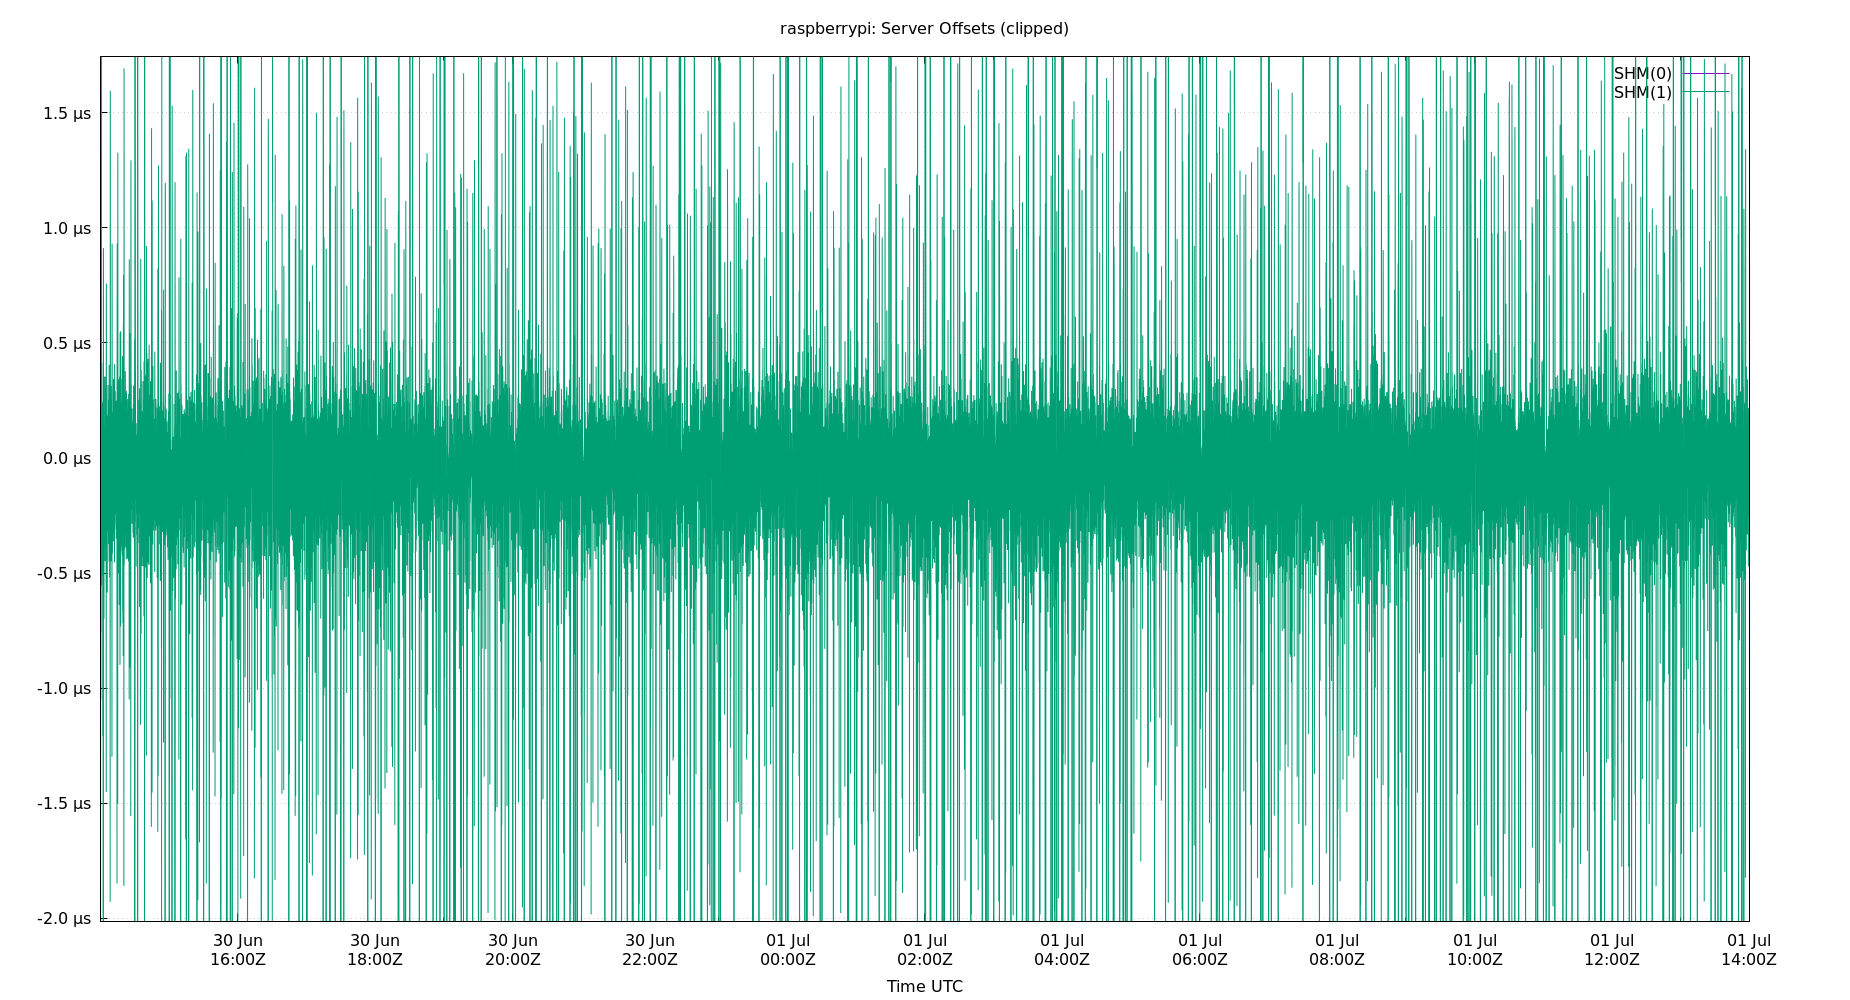 raspberrypi: Server Offsets (clipped)
SHM(0)
SHM(1)
1.5 µs
1.0 µs
0.5 µs
0.0 µs
-0.5 µs
-1.0 µs
-1.5 µs
-2.0 µs
30 Jun 30 Jun 30 Jun 30 Jun 01 Jul 01 Jul 01 Jul 01 Jul 01 Jul 01 Jul 01 Jul 01 Jul
16:00Z 18:00Z 20:00Z 22:00Z 00:00Z 02:00Z 04:00Z 06:00Z 08:00Z 10:00Z 12:00Z 14:00Z
Time UTC